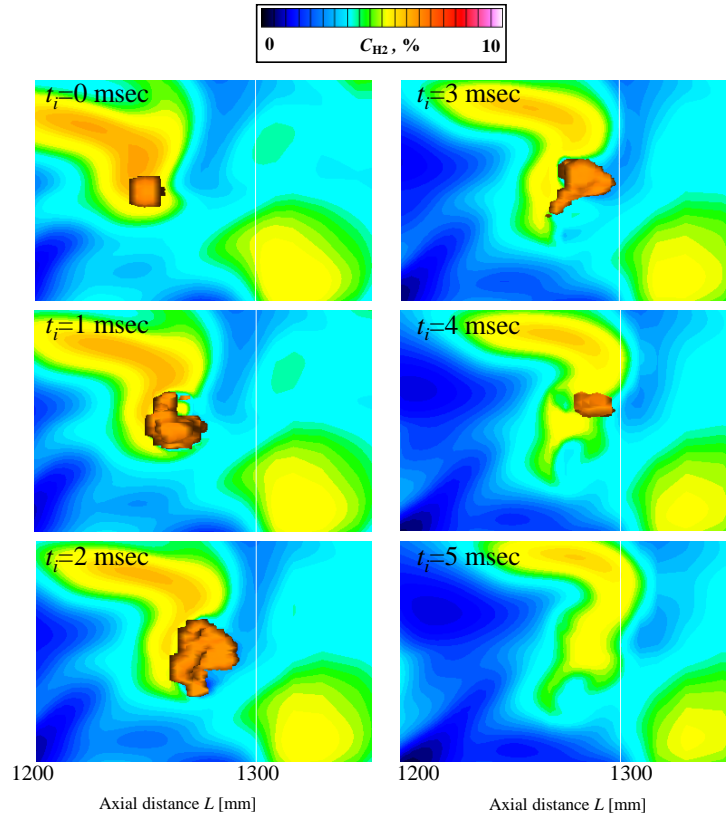 0 C_H2 , % 10
t_i=0 msec
t_i=3 msec
t_i=1 msec
t_i=4 msec
t_i=2 msec
t_i=5 msec
1200 1300 1200 1300
Axial distance L [mm] Axial distance L [mm]